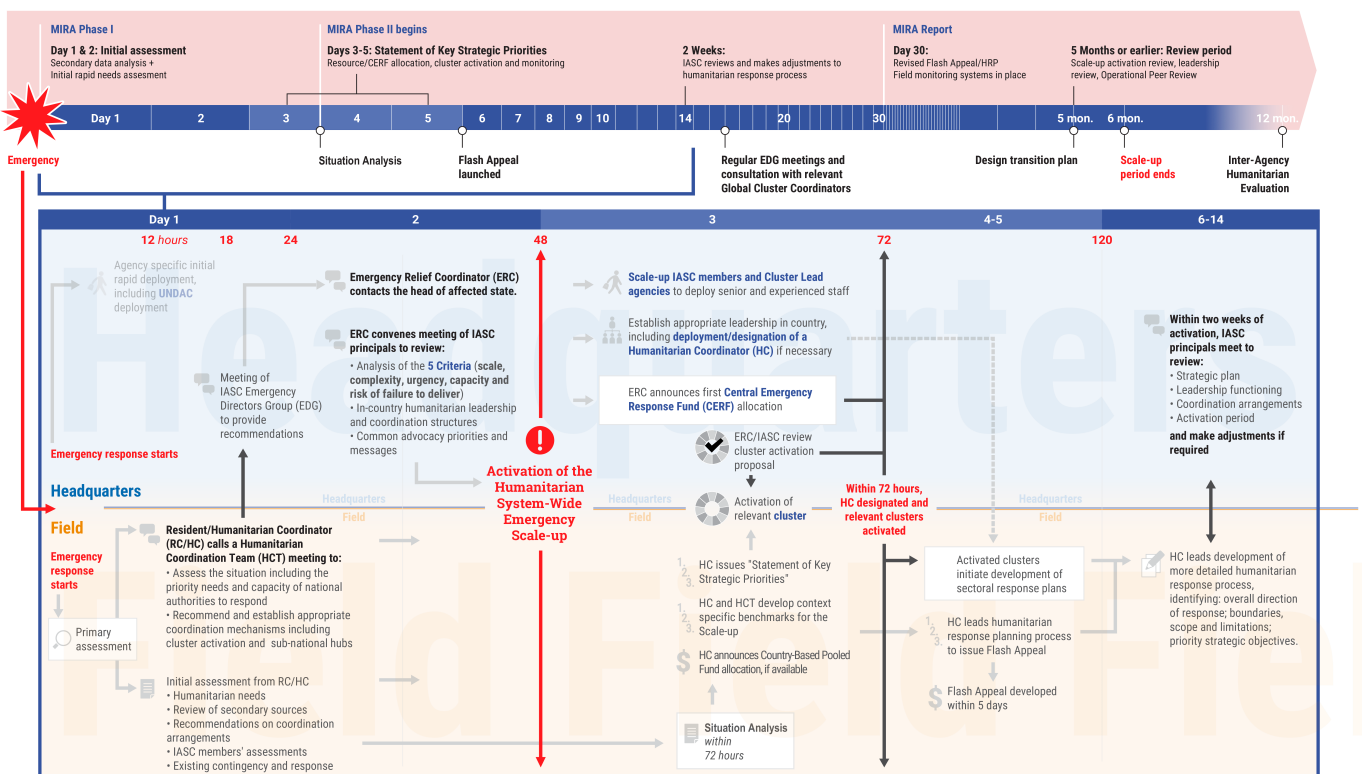 MIRA Phase I
Day 1 & 2: Initial assessment
Secondary data analysis +
Initial rapid needs assesment
MIRA Phase II begins
Days 3-5: Statement of Key Strategic Priorities
Resource/CERF allocation, cluster activation and monitoring
2 Weeks:
IASC reviews and makes adjustments to
humanitarian response process
MIRA Report
Day 30:
Revised Flash Appeal/HRP
Field monitoring systems in place
5 Months or earlier: Review period
Scale-up activation review, leadership
review, Operational Peer Review
Day 1 2 3 4 5 6 7 8 9 10 14 20 30 5 mon. 6 mon. 12 mon.
Emergency
Situation Analysis
Flash Appeal
launched
Regular EDG meetings and
consultation with relevant
Global Cluster Coordinators
Design transition plan
Scale-up
period ends
Inter-Agency
Humanitarian
Evaluation
Day 1 2 3 4-5 6-14
12 hours 18 24 48 72 120
Headquarters
Agency specific initial
rapid deployment,
including UNDAC
deployment
Emergency response starts
Meeting of
IASC Emergency
Directors Group (EDG)
to provide
recommendations
Emergency Relief Coordinator (ERC)
contacts the head of affected state.
ERC convenes meeting of IASC
principals to review:
• Analysis of the 5 Criteria (scale,
complexity, urgency, capacity and
risk of failure to deliver)
• In-country humanitarian leadership
and coordination structures
• Common advocacy priorities and
messages
Activation of the
Humanitarian
System-Wide
Emergency
Scale-up
Scale-up IASC members and Cluster Lead
agencies to deploy senior and experienced staff
Establish appropriate leadership in country,
including deployment/designation of a
Humanitarian Coordinator (HC) if necessary
ERC announces first Central Emergency
Response Fund (CERF) allocation
ERC/IASC review
cluster activation
proposal
Activation of
relevant cluster
Within 72 hours,
HC designated and
relevant clusters
activated
Within two weeks of
activation, IASC
principals meet to
review:
• Strategic plan
• Leadership functioning
• Coordination arrangements
• Activation period
and make adjustments if
required
Headquarters
Field
Headquarters
Field
Headquarters
Field
Headquarters
Field
Emergency
response
starts
Primary
assessment
Resident/Humanitarian Coordinator
(RC/HC) calls a Humanitarian
Coordination Team (HCT) meeting to:
• Assess the situation including the
priority needs and capacity of national
authorities to respond
• Recommend and establish appropriate
coordination mechanisms including
cluster activation and sub-national hubs
Initial assessment from RC/HC
• Humanitarian needs
• Review of secondary sources
• Recommendations on coordination
arrangements
• IASC members' assessments
• Existing contingency and response
1.
2.
3.
HC issues "Statement of Key
Strategic Priorities"
1.
2.
3.
HC and HCT develop context
specific benchmarks for the
Scale-up
$
HC announces Country-Based Pooled
Fund allocation, if available
Situation Analysis
within
72 hours
Activated clusters
initiate development of
sectoral response plans
1.
2.
3.
HC leads humanitarian
response planning process
to issue Flash Appeal
$
Flash Appeal developed
within 5 days
HC leads development of
more detailed humanitarian
response process,
identifying: overall direction
of response; boundaries,
scope and limitations;
priority strategic objectives.
Field Field Field